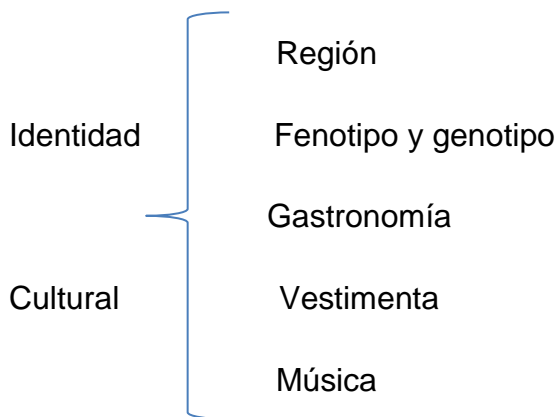 Región
Identidad
Fenotipo y genotipo
Gastronomía
Cultural
Vestimenta
Música